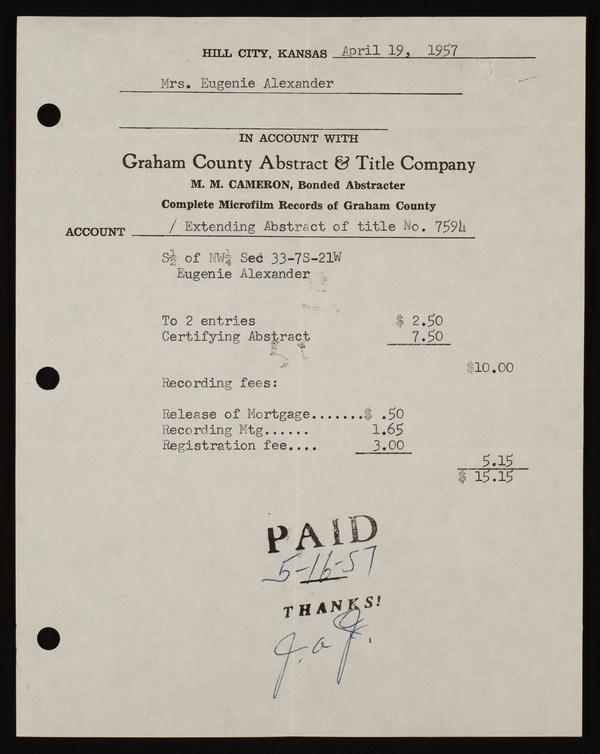 HILL CITY, KANSAS April 19, 1957
Mrs. Eugenie Alexander
IN ACCOUNT WITH
Graham County Abstract & Title Company
M. M. CAMERON, Bonded Abstracter
Complete Microfilm Records of Graham County
ACCOUNT / Extending Abstract of title No. 7594
S½ of NW¼ Sec 33-7S-21W
Eugenie Alexander
To 2 entries $ 2.50
Certifying Abstract 7.50
$10.00
Recording fees:
Release of Mortgage.......$ .50
Recording Mtg...... 1.65
Registration fee.... 3.00
5.15
$ 15.15
PAID
5-16-57
THANKS!
J. a J.